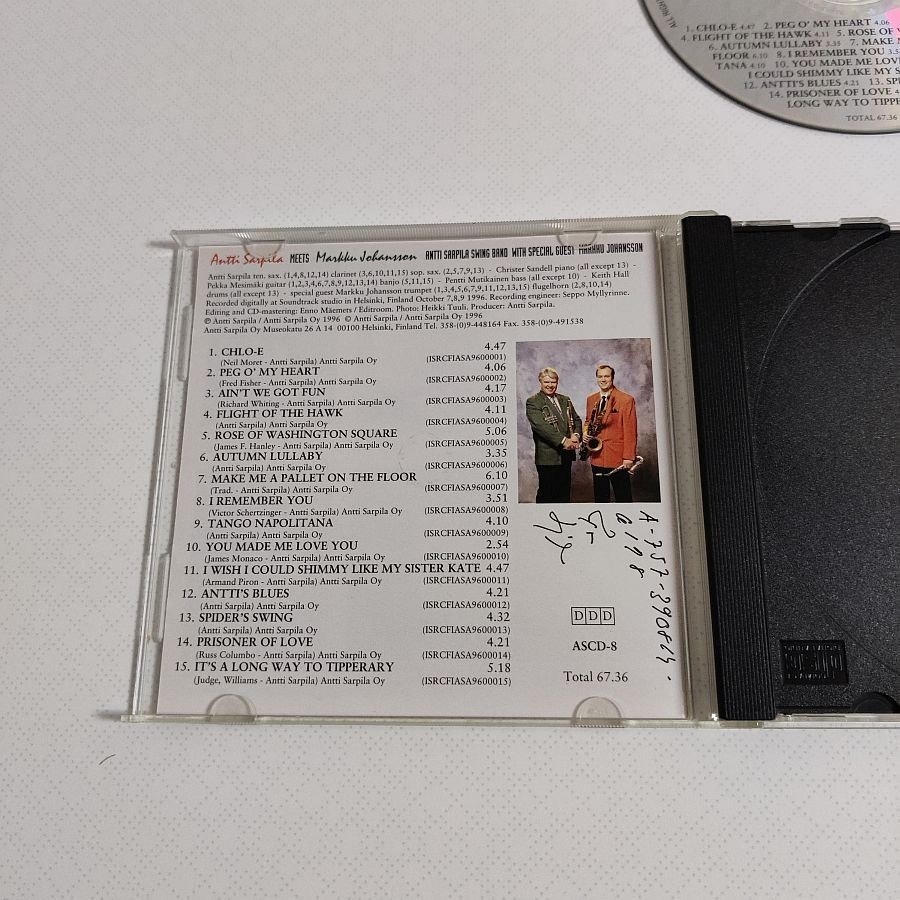 ALL RIGH
1. CHLO-E 4.47 2. PEG O' MY HEART 4.06
4. FLIGHT OF THE HAWK 4.11 5. ROSE OF
6. AUTUMN LULLABY 3.35 7. MAKE M
FLOOR 6.10 8. I REMEMBER YOU 3.5
TANA 4.10 10. YOU MADE ME LOV
I COULD SHIMMY LIKE MY S
12. ANTTI'S BLUES 4.21 13. SP
14. PRISONER OF LOVE 4
LONG WAY TO TIPPE
TOTAL 67.36
Antti Sarpila MEETS Markku Johansson ANTTI SARPILA SWING BAND WITH SPECIAL GUEST MARKKU JOHANSSON
Antti Sarpila ten. sax. (1,4,8,12,14) clarinet (3,6,10,11,15) sop. sax. (2,5,7,9,13) - Christer Sandell piano (all except 13) -
Pekka Mesimäki guitar (1,2,3,4,6,7,8,9,12,13,14) banjo (5,11,15) - Pentti Mutikainen bass (all except 10) - Keith Hall
drums (all except 13) - special guest Markku Johansson trumpet (1,3,4,5,6,7,9,11,12,13,15) flugelhorn (2,8,10,14)
Recorded digitally at Soundtrack studio in Helsinki, Finland October 7,8,9 1996. Recording engineer: Seppo Myllyrinne.
Editing and CD-mastering: Enno Mäemets / Editroom. Photo: Heikki Tuuli. Producer: Antti Sarpila.
℗ Antti Sarpila / Antti Sarpila Oy 1996 © Antti Sarpila / Antti Sarpila Oy 1996
Antti Sarpila Oy Museokatu 26 A 14 00100 Helsinki, Finland Tel. 358-(0)9-448164 Fax. 358-(0)9-491538
1. CHLO-E 4.47
(Neil Moret - Antti Sarpila) Antti Sarpila Oy (ISRCFIASA9600001)
2. PEG O' MY HEART 4.06
(Fred Fisher - Antti Sarpila) Antti Sarpila Oy (ISRCFIASA9600002)
3. AIN'T WE GOT FUN 4.17
(Richard Whiting - Antti Sarpila) Antti Sarpila Oy (ISRCFIASA9600003)
4. FLIGHT OF THE HAWK 4.11
(Antti Sarpila) Antti Sarpila Oy (ISRCFIASA9600004)
5. ROSE OF WASHINGTON SQUARE 5.06
(James F. Hanley - Antti Sarpila) Antti Sarpila Oy (ISRCFIASA9600005)
6. AUTUMN LULLABY 3.35
(Antti Sarpila) Antti Sarpila Oy (ISRCFIASA9600006)
7. MAKE ME A PALLET ON THE FLOOR 6.10
(Trad. - Antti Sarpila) Antti Sarpila Oy (ISRCFIASA9600007)
8. I REMEMBER YOU 3.51
(Victor Schertzinger - Antti Sarpila) Antti Sarpila Oy (ISRCFIASA9600008)
9. TANGO NAPOLITANA 4.10
(Antti Sarpila) Antti Sarpila Oy (ISRCFIASA9600009)
10. YOU MADE ME LOVE YOU 2.54
(James Monaco - Antti Sarpila) Antti Sarpila Oy (ISRCFIASA9600010)
11. I WISH I COULD SHIMMY LIKE MY SISTER KATE 4.47
(Armand Piron - Antti Sarpila) Antti Sarpila Oy (ISRCFIASA9600011)
12. ANTTI'S BLUES 4.21
(Antti Sarpila) Antti Sarpila Oy (ISRCFIASA9600012)
13. SPIDER'S SWING 4.32
(Antti Sarpila) Antti Sarpila Oy (ISRCFIASA9600013)
14. PRISONER OF LOVE 4.21
(Russ Columbo - Antti Sarpila) Antti Sarpila Oy (ISRCFIASA9600014)
15. IT'S A LONG WAY TO TIPPERARY 5.18
(Judge, Williams - Antti Sarpila) Antti Sarpila Oy (ISRCFIASA9600015)
DDD
ASCD-8
Total 67.36